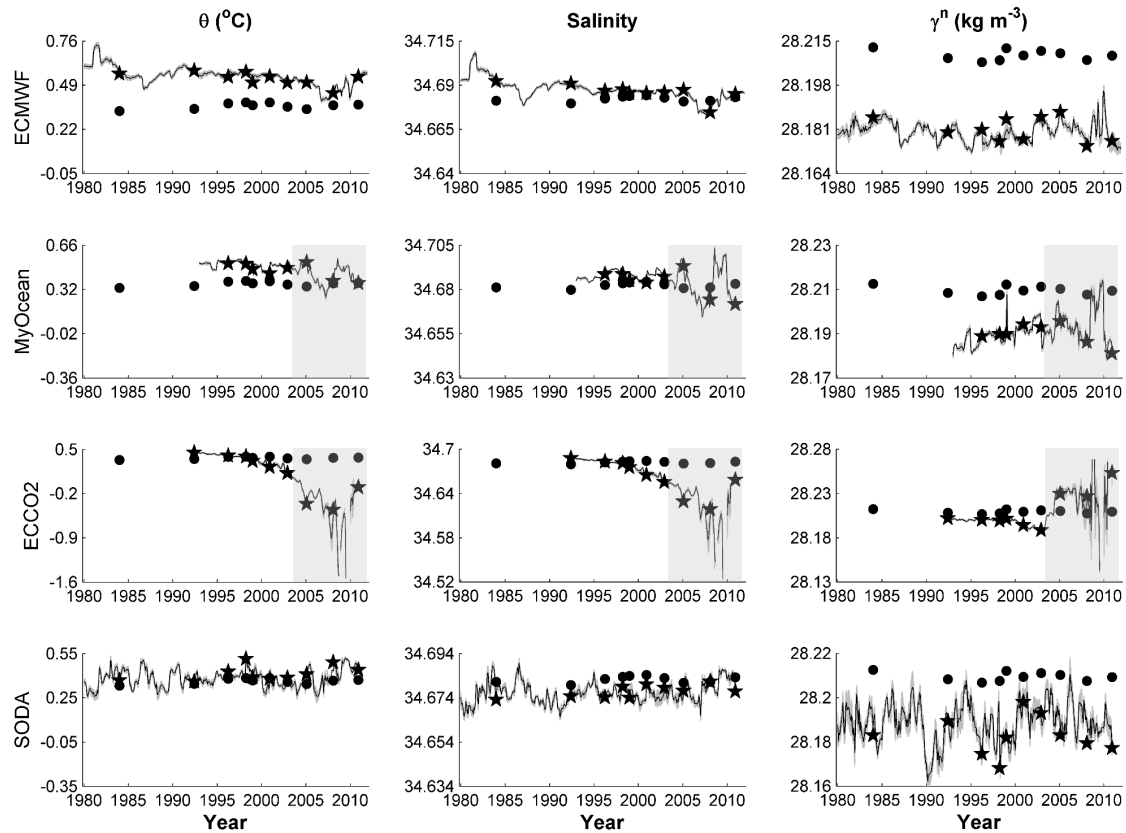 θ (°C) Salinity γⁿ (kg m⁻³)
ECMWF
0.76 34.715 28.215
0.49 34.69 28.198
0.22 34.665 28.181
-0.05 34.64 28.164
1980 1985 1990 1995 2000 2005 2010 1980 1985 1990 1995 2000 2005 2010 1980 1985 1990 1995 2000 2005 2010
MyOcean
0.66 34.705 28.23
0.32 34.68 28.21
-0.02 34.655 28.19
-0.36 34.63 28.17
1980 1985 1990 1995 2000 2005 2010 1980 1985 1990 1995 2000 2005 2010 1980 1985 1990 1995 2000 2005 2010
ECCO2
0.5 34.7 28.28
-0.2 34.64 28.23
-0.9 34.58 28.18
-1.6 34.52 28.13
1980 1985 1990 1995 2000 2005 2010 1980 1985 1990 1995 2000 2005 2010 1980 1985 1990 1995 2000 2005 2010
SODA
0.55 34.694 28.22
0.25 34.674 28.2
-0.05 34.654 28.18
-0.35 34.634 28.16
1980 1985 1990 1995 2000 2005 2010 1980 1985 1990 1995 2000 2005 2010 1980 1985 1990 1995 2000 2005 2010
Year Year Year